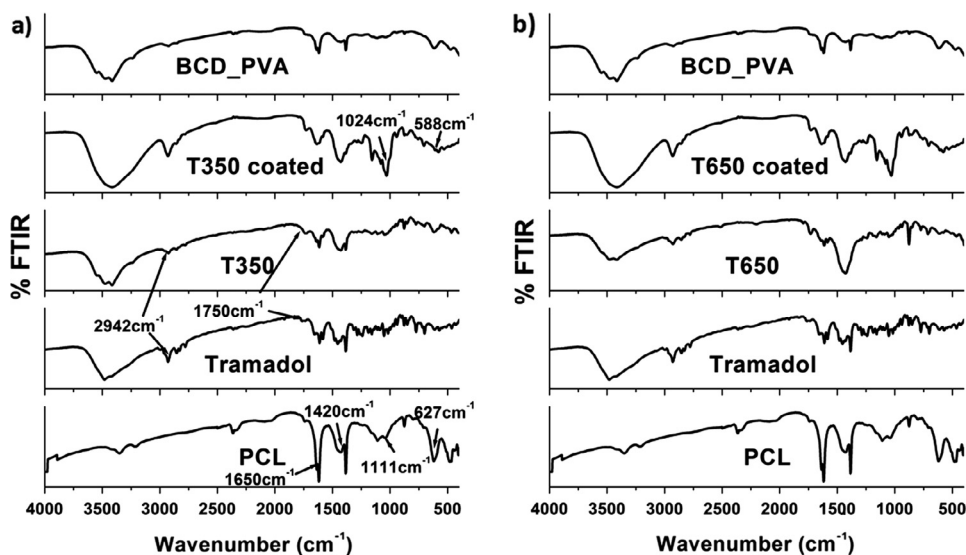 a)
% FTIR
BCD_PVA
1024cm⁻¹
588cm⁻¹
T350 coated
T350
2942cm⁻¹
1750cm⁻¹
Tramadol
1420cm⁻¹
627cm⁻¹
PCL
1650cm⁻¹
1111cm⁻¹
4000 3500 3000 2500 2000 1500 1000 500
Wavenumber (cm⁻¹)
b)
% FTIR
BCD_PVA
T650 coated
T650
Tramadol
PCL
4000 3500 3000 2500 2000 1500 1000 500
Wavenumber (cm⁻¹)